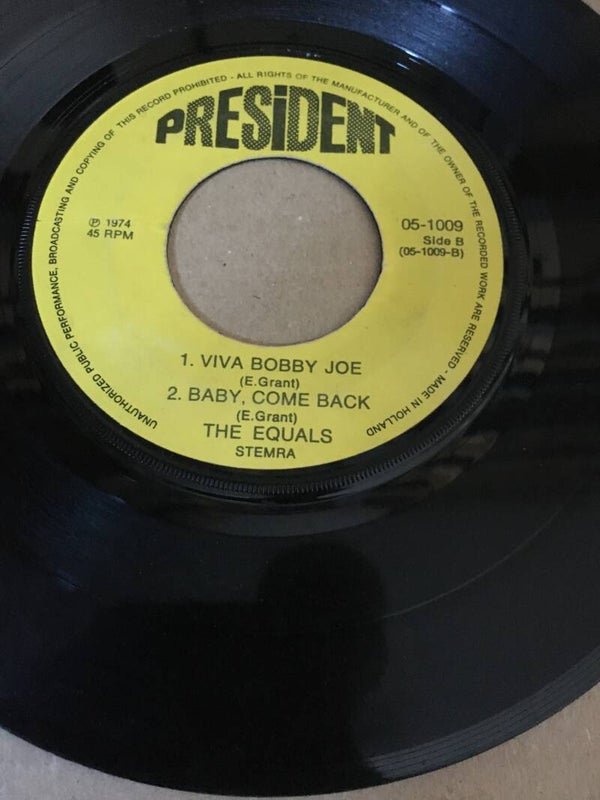 UNAUTHORIZED PUBLIC PERFORMANCE, BROADCASTING AND COPYING OF THIS RECORD PROHIBITED - ALL RIGHTS OF THE MANUFACTURER AND OF THE OWNER OF THE RECORDED WORK ARE RESERVED - MADE IN HOLLAND
PRESiDENT
℗ 1974
45 RPM
05-1009
Side B
(05-1009-B)
1. VIVA BOBBY JOE
(E.Grant)
2. BABY, COME BACK
(E.Grant)
THE EQUALS
STEMRA